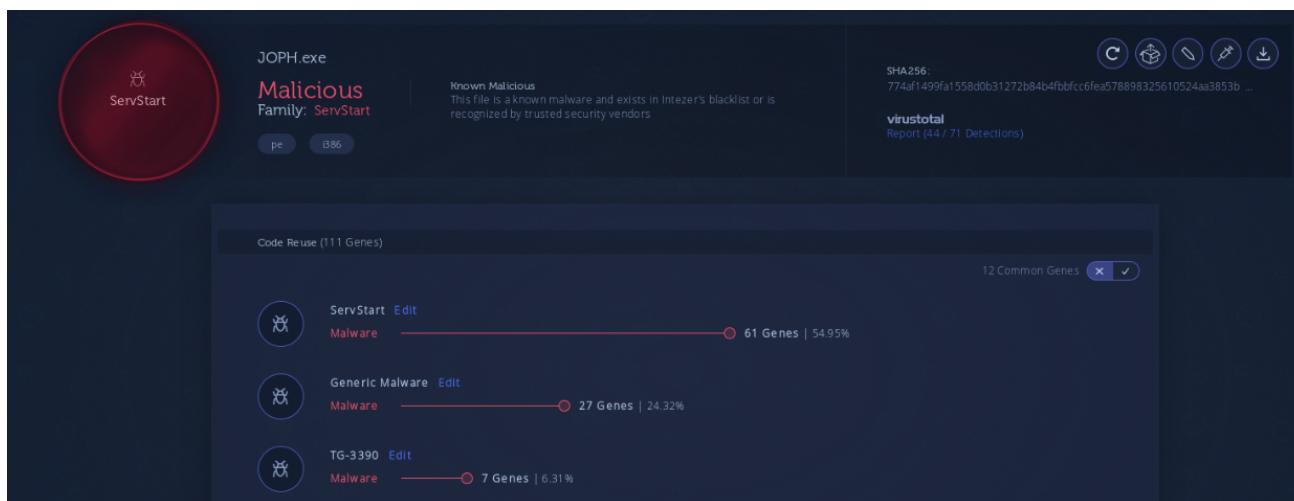 ServStart
JOPH.exe
Malicious
Family: ServStart
pe i386
Known Malicious
This file is a known malware and exists in Intezer's blacklist or is
recognized by trusted security vendors
SHA256:
774af1499fa1558d0b31272b84b4fbbfcc6fea578898325610524aa3853b ...
virustotal
Report (44 / 71 Detections)
Code Reuse (111 Genes)
12 Common Genes
ServStart Edit
Malware 61 Genes | 54.95%
Generic Malware Edit
Malware 27 Genes | 24.32%
TG-3390 Edit
Malware 7 Genes | 6.31%